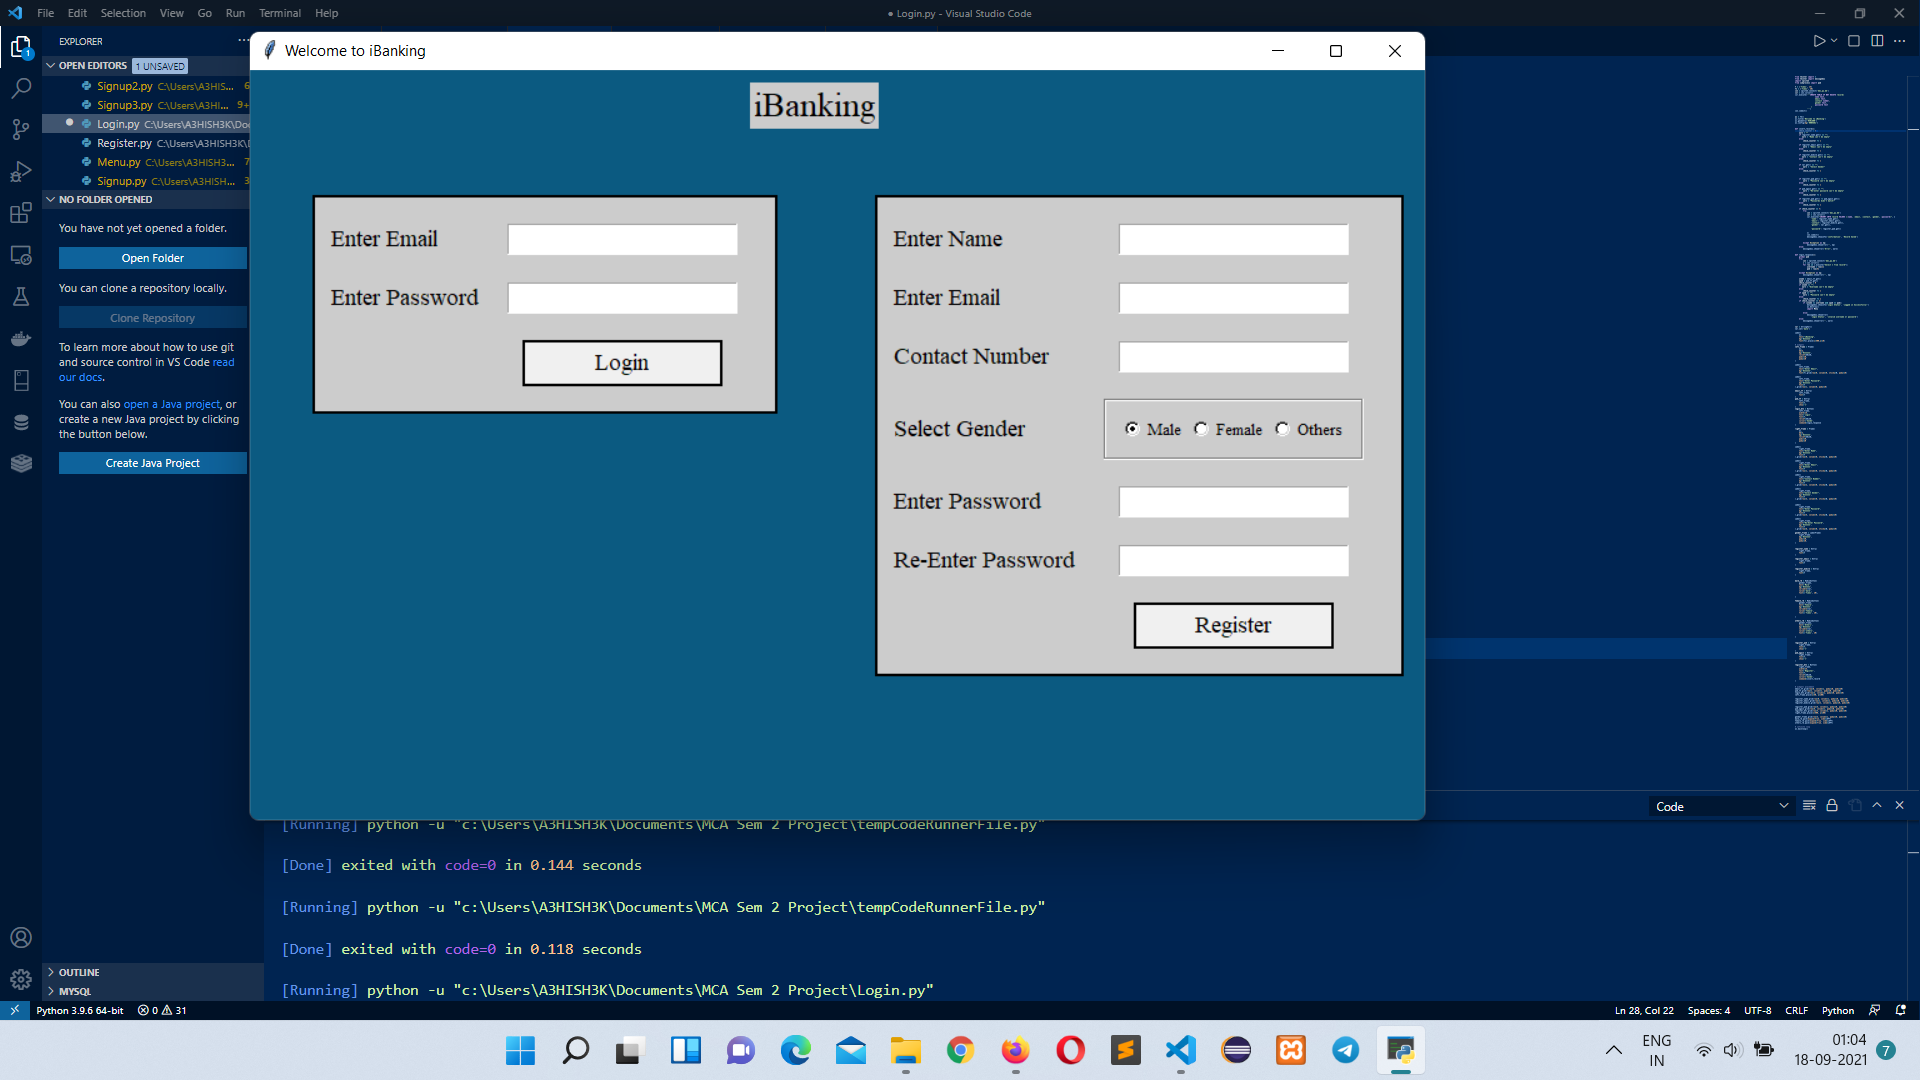 File Edit Selection View Go Run Terminal Help
● Login.py - Visual Studio Code
EXPLORER
OPEN EDITORS 1 UNSAVED
Signup2.py C:\Users\A3HIS... 6
Signup3.py C:\Users\A3HI... 9+
Login.py C:\Users\A3HISH3K\Doc
Register.py C:\Users\A3HISH3K\
Menu.py C:\Users\A3HISH3... 7
Signup.py C:\Users\A3HISH... 3
NO FOLDER OPENED
You have not yet opened a folder.
Open Folder
You can clone a repository locally.
Clone Repository
To learn more about how to use git
and source control in VS Code read
our docs.
You can also open a Java project, or
create a new Java project by clicking
the button below.
Create Java Project
OUTLINE
MYSQL
Welcome to iBanking
iBanking
Enter Email
Enter Password
Login
Enter Name
Enter Email
Contact Number
Select Gender
Male Female Others
Enter Password
Re-Enter Password
Register
Code
[Running] python -u "c:\Users\A3HISH3K\Documents\MCA Sem 2 Project\tempCodeRunnerFile.py"
[Done] exited with code=0 in 0.144 seconds
[Running] python -u "c:\Users\A3HISH3K\Documents\MCA Sem 2 Project\tempCodeRunnerFile.py"
[Done] exited with code=0 in 0.118 seconds
[Running] python -u "c:\Users\A3HISH3K\Documents\MCA Sem 2 Project\Login.py"
Python 3.9.6 64-bit 0 31
Ln 28, Col 22 Spaces: 4 UTF-8 CRLF Python
ENG
IN
01:04
18-09-2021
7
1